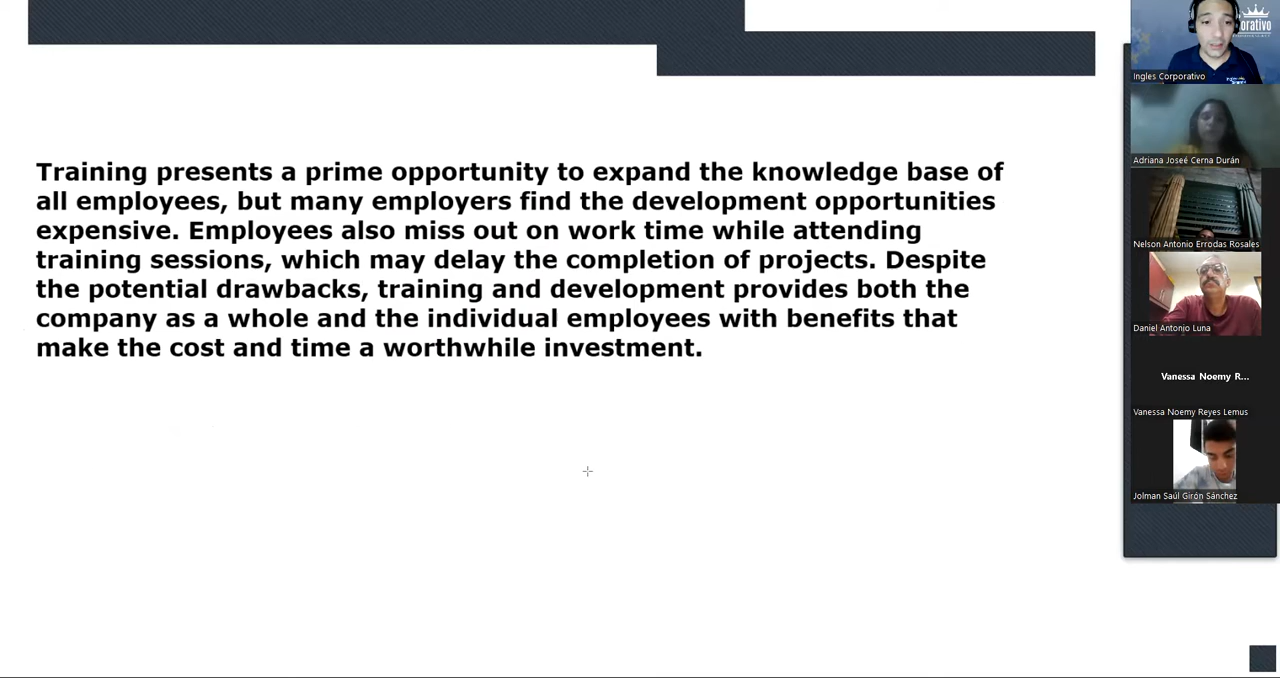 Training presents a prime opportunity to expand the knowledge base of
all employees, but many employers find the development opportunities
expensive. Employees also miss out on work time while attending
training sessions, which may delay the completion of projects. Despite
the potential drawbacks, training and development provides both the
company as a whole and the individual employees with benefits that
make the cost and time a worthwhile investment.
orativo
Ingles Corporativo
Adriana Joseé Cerna Durán
Nelson Antonio Errodas Rosales
Daniel Antonio Luna
Vanessa Noemy R...
Vanessa Noemy Reyes Lemus
Jolman Saúl Girón Sánchez